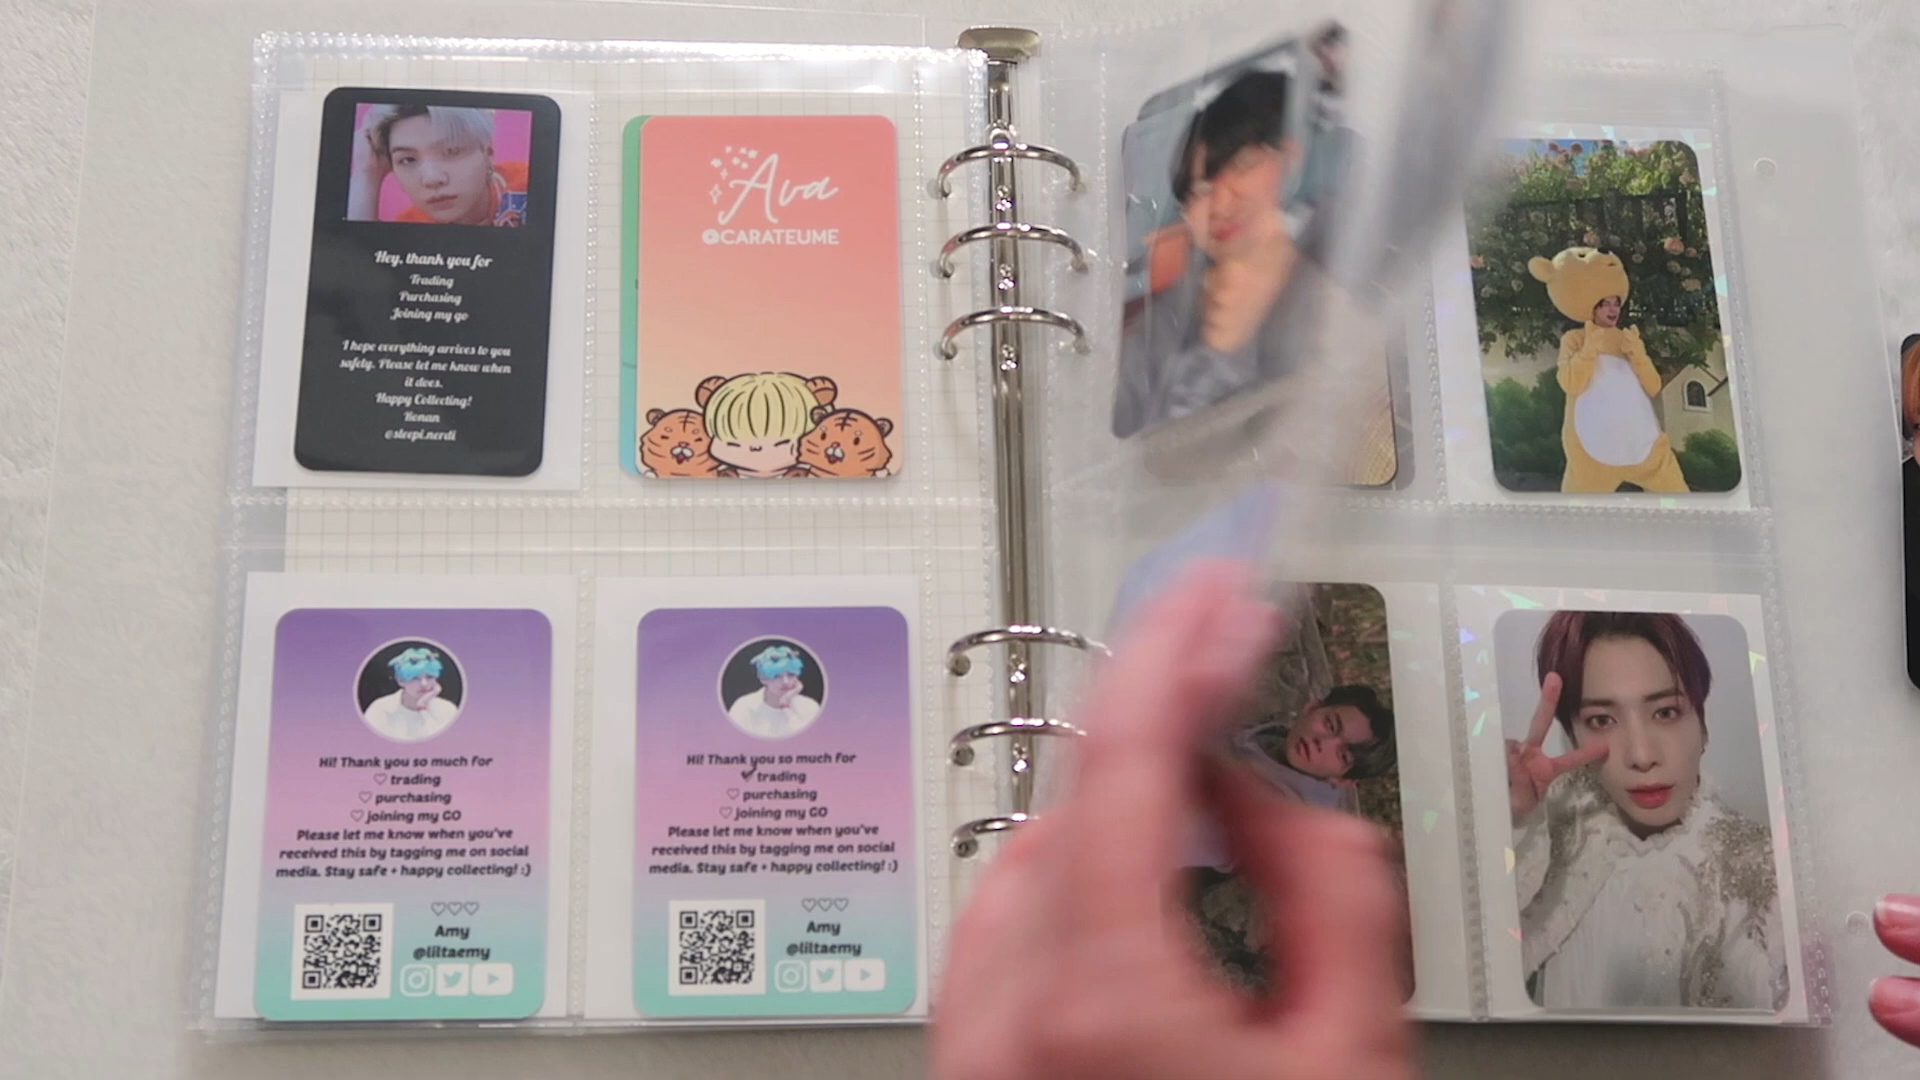 Hey, thank you for
Trading
Purchasing
Joining my go
I hope everything arrives to you
safely. Please let me know when
it does.
Happy Collecting!
Ronan
@sleepi.nerdi
Ava
@CARATEUME
Hi! Thank you so much for
♡ trading
♡ purchasing
♡ joining my GO
Please let me know when you've
received this by tagging me on social
media. Stay safe + happy collecting! :)
♡♡♡
Amy
@liltaemy
Hi! Thank you so much for
♡ trading
♡ purchasing
♡ joining my GO
Please let me know when you've
received this by tagging me on social
media. Stay safe + happy collecting! :)
♡♡♡
Amy
@liltaemy